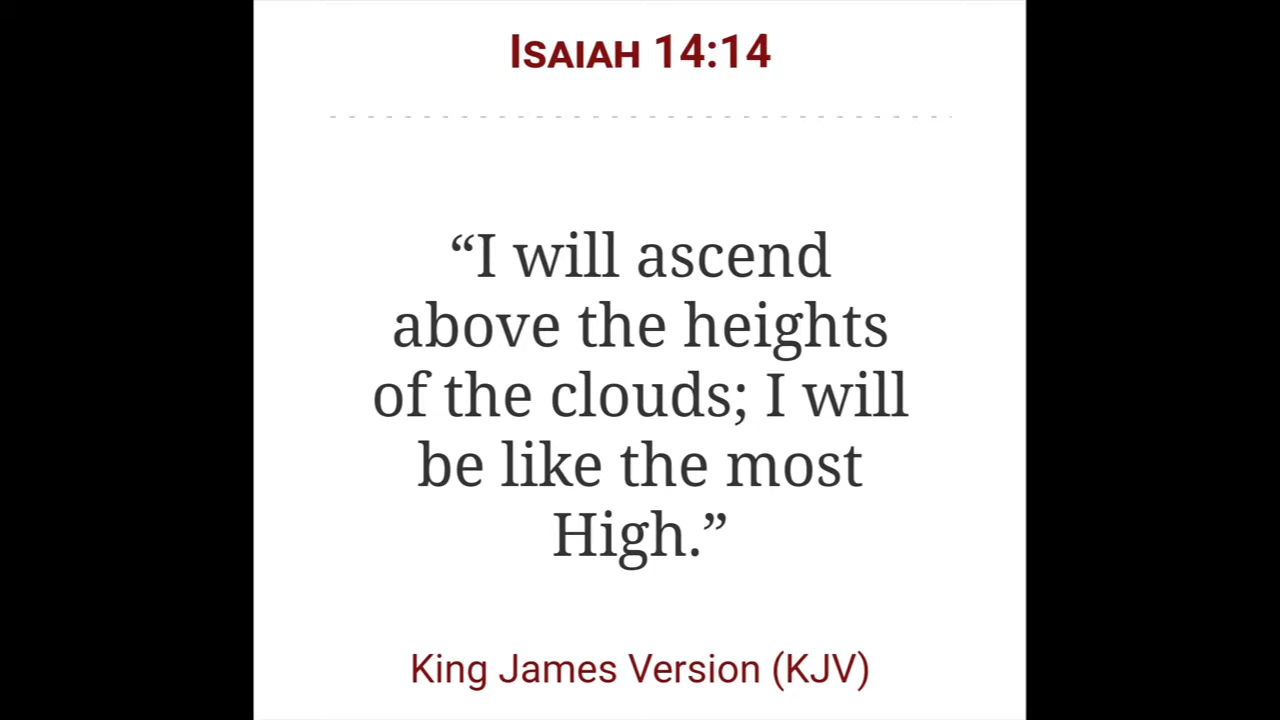 Isaiah 14:14
“I will ascend
above the heights
of the clouds; I will
be like the most
High.”
King James Version (KJV)